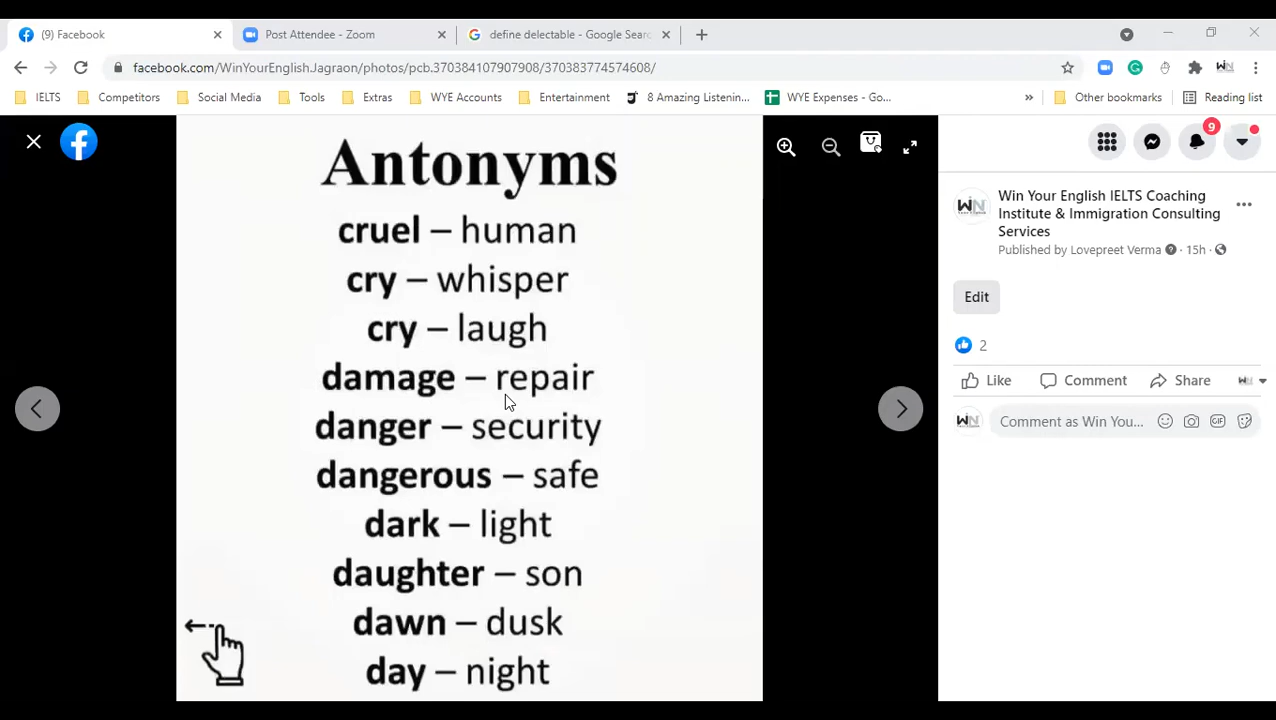 (9) Facebook
Post Attendee - Zoom
define delectable - Google Searc
facebook.com/WinYourEnglish.Jagraon/photos/pcb.370384107907908/370383774574608/
IELTS
Competitors
Social Media
Tools
Extras
WYE Accounts
Entertainment
8 Amazing Listenin...
WYE Expenses - Go...
»
Other bookmarks
Reading list
Antonyms
cruel – human
cry – whisper
cry – laugh
damage – repair
danger – security
dangerous – safe
dark – light
daughter – son
dawn – dusk
day – night
9
Win Your English IELTS Coaching
Institute & Immigration Consulting
Services
Published by Lovepreet Verma · 15h ·
Edit
2
Like
Comment
Share
Comment as Win You...
GIF